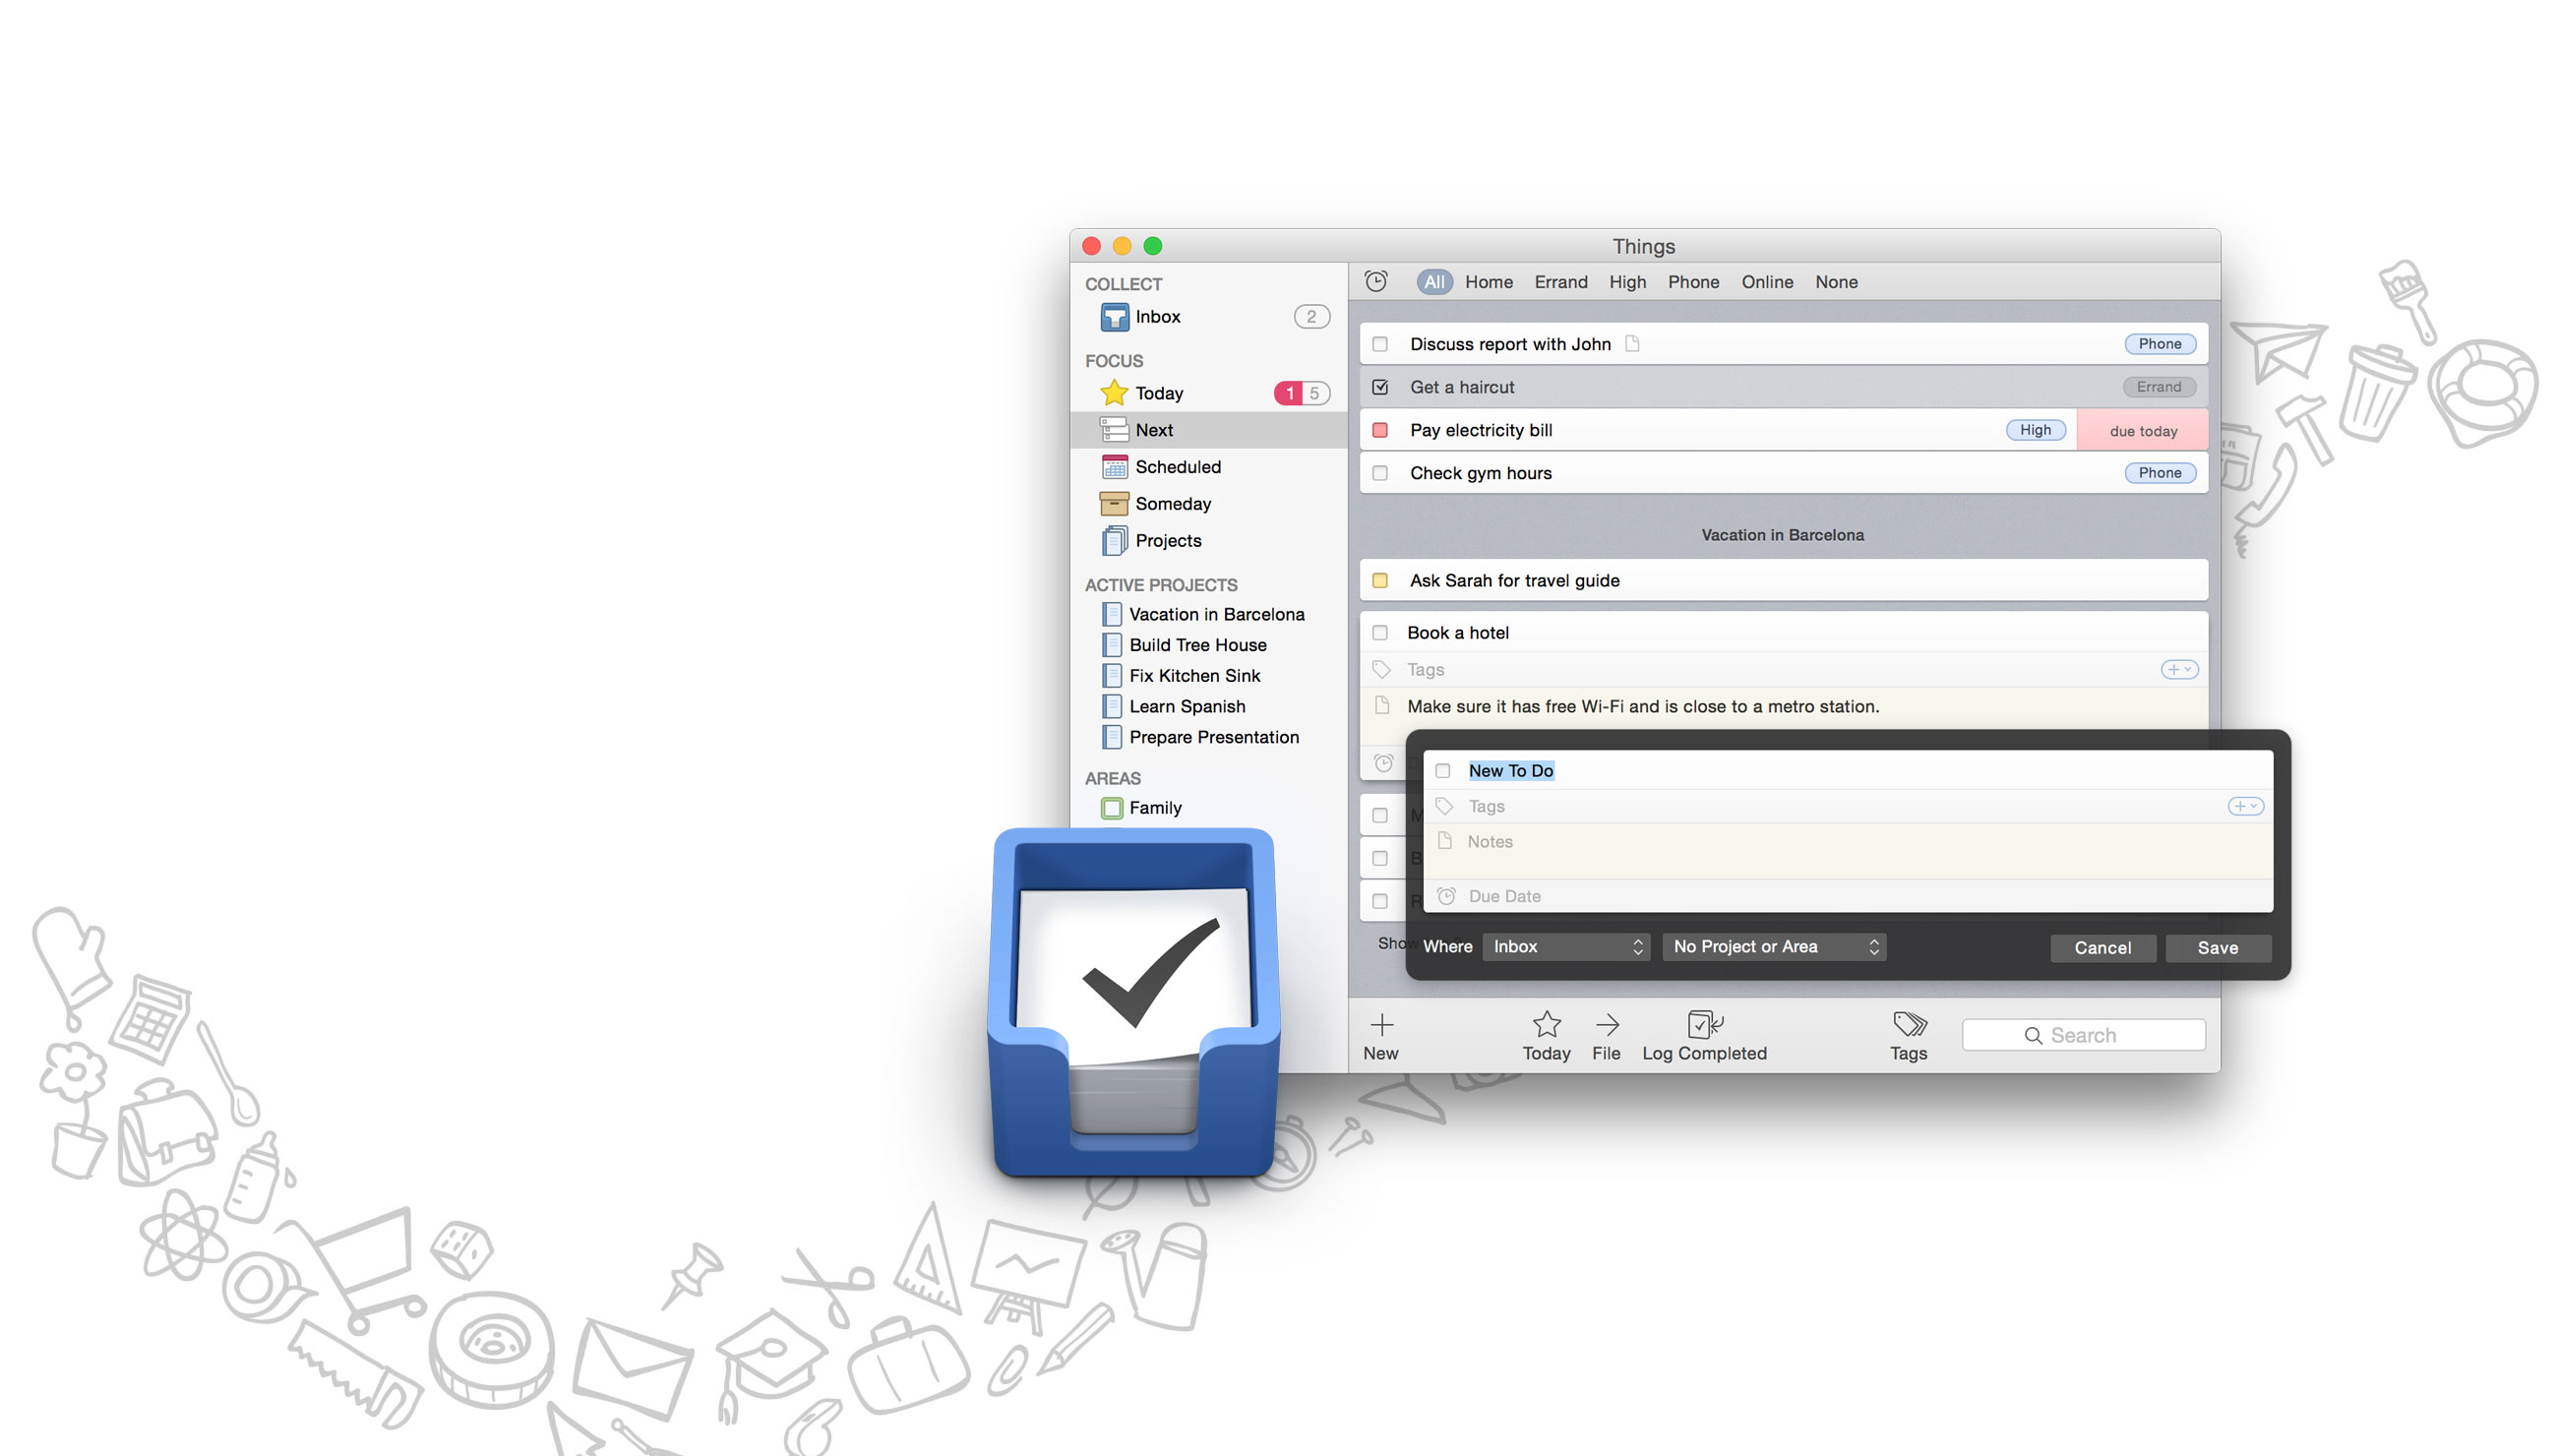 Things
COLLECT
Inbox 2
FOCUS
Today 1 5
Next
Scheduled
Someday
Projects
ACTIVE PROJECTS
Vacation in Barcelona
Build Tree House
Fix Kitchen Sink
Learn Spanish
Prepare Presentation
AREAS
Family
All Home Errand High Phone Online None
Discuss report with John Phone
Get a haircut Errand
Pay electricity bill High due today
Check gym hours Phone
Vacation in Barcelona
Ask Sarah for travel guide
Book a hotel
Tags
Make sure it has free Wi-Fi and is close to a metro station.
New To Do
Tags
Notes
Due Date
Where Inbox No Project or Area Cancel Save
New Today File Log Completed Tags Search